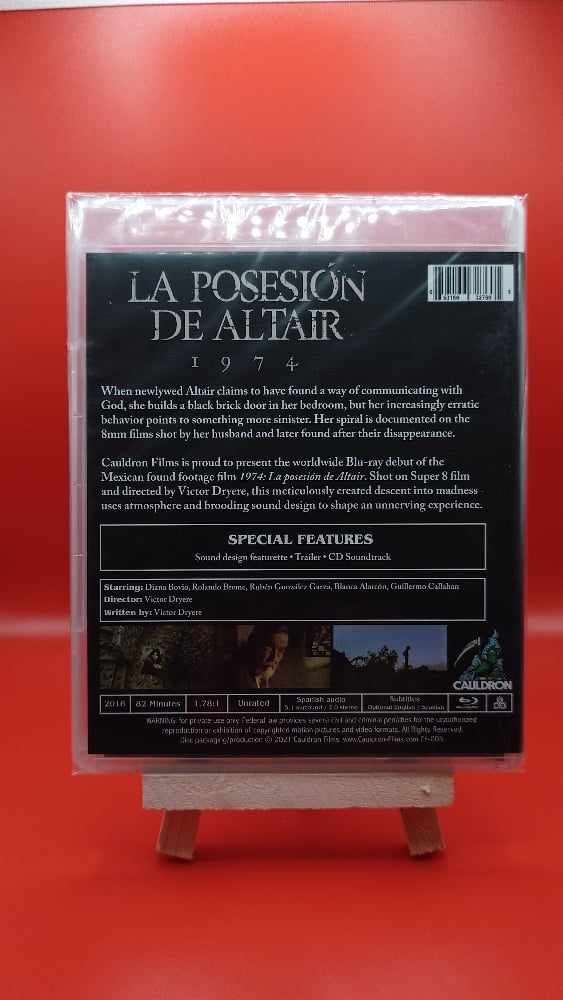 LA POSESIÓN
DE ALTAIR
1974
When newlywed Altair claims to have found a way of communicating with
God, she builds a black brick door in her bedroom, but her increasingly erratic
behavior points to something more sinister. Her spiral is documented on the
8mm films shot by her husband and later found after their disappearance.
Cauldron Films is proud to present the worldwide Blu-ray debut of the
Mexican found footage film 1974: La posesión de Altair. Shot on Super 8 film
and directed by Victor Dryere, this meticulously created descent into madness
uses atmosphere and brooding sound design to shape an unnerving experience.
SPECIAL FEATURES
Sound design featurette • Trailer • CD Soundtrack
Starring: Diana Bovio, Rolando Breme, Rubén González Garza, Blanca Alarcón, Guillermo Callahan
Director: Victor Dryere
Written by: Victor Dryere
CAULDRON
2016 82 Minutes 1.78:1 Unrated Spanish audio Subtitles
5.1 surround / 2.0 stereo Optional English / Spanish
WARNING: for private use only. Federal law provides severe civil and criminal penalties for the unauthorized
reproduction or exhibition of copyrighted motion pictures and video formats. All Rights Reserved.
Disc packaging/production © 2021 Cauldron Films. www.Cauldron-Films.com CF-005